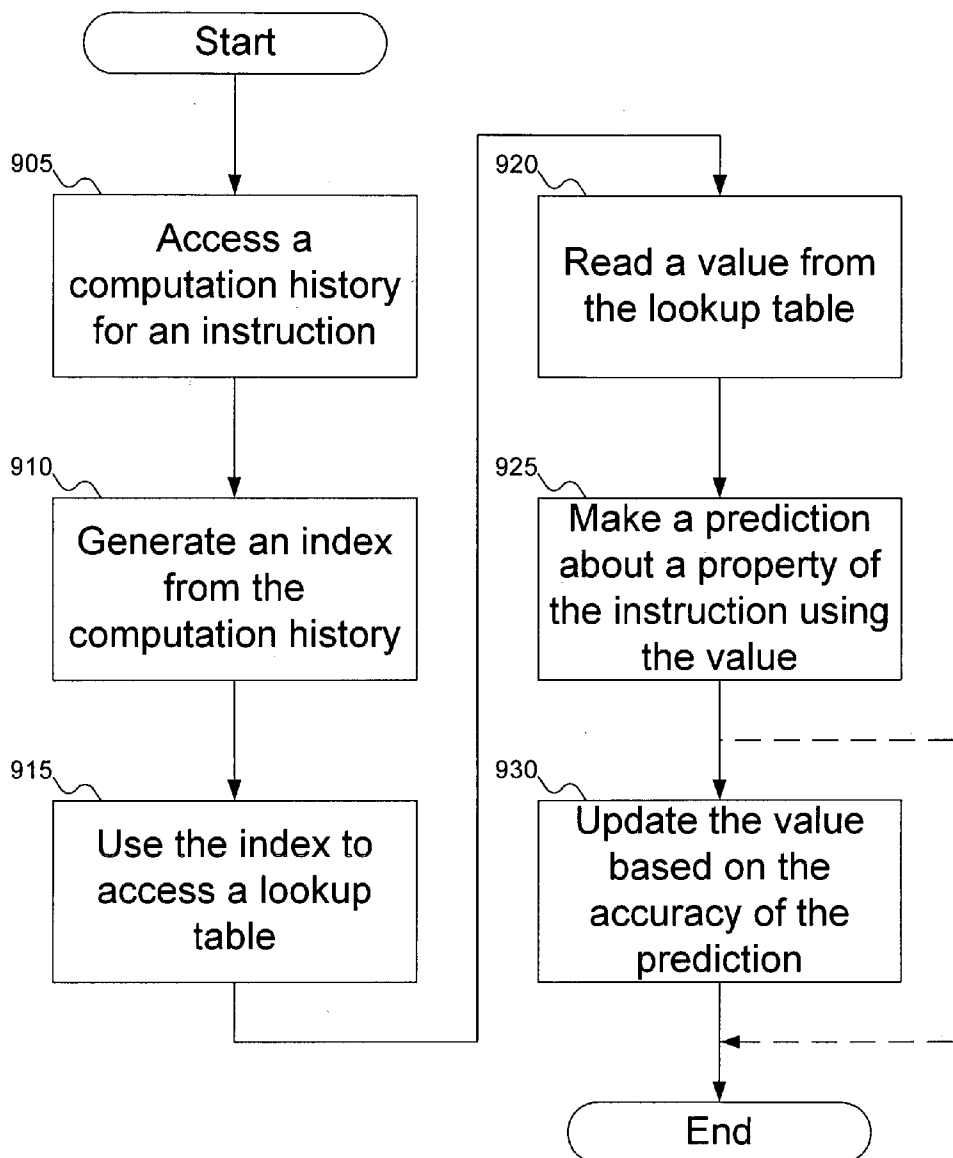 Start
905
Access a
computation history
for an instruction
910
Generate an index
from the
computation history
915
Use the index to
access a lookup
table
920
Read a value from
the lookup table
925
Make a prediction
about a property of
the instruction using
the value
930
Update the value
based on the
accuracy of the
prediction
End